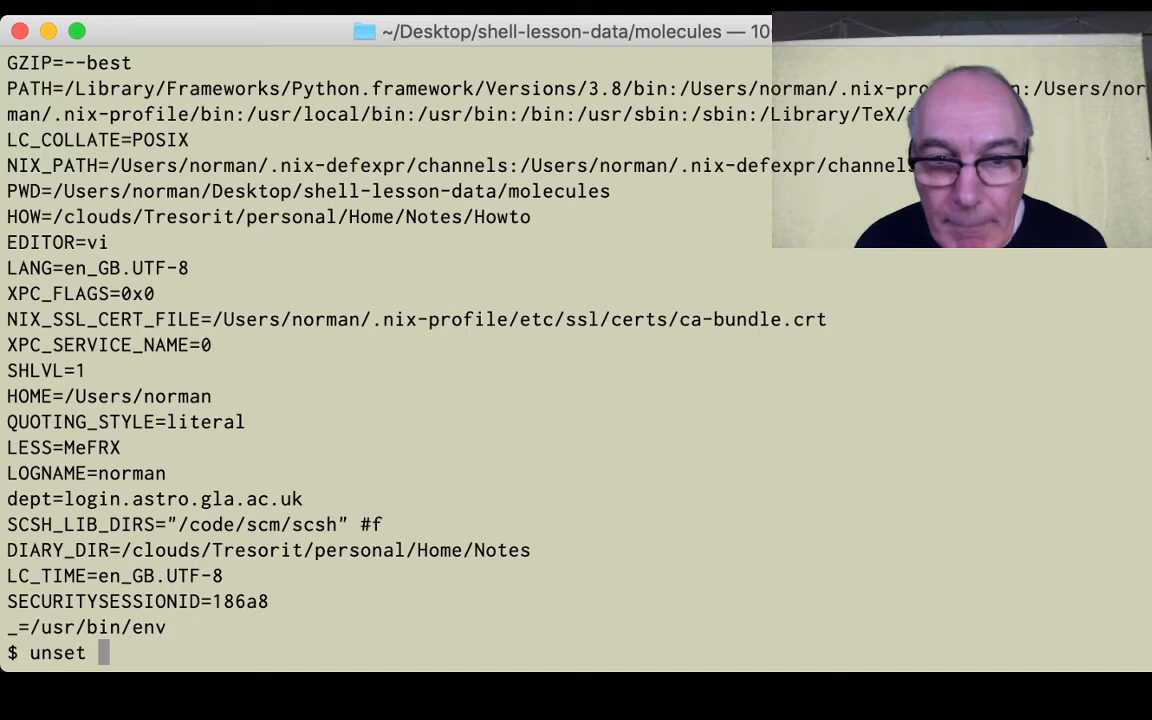 ~/Desktop/shell-lesson-data/molecules — 10
GZIP=--best
PATH=/Library/Frameworks/Python.framework/Versions/3.8/bin:/Users/norman/.nix-pro n:/Users/nor
man/.nix-profile/bin:/usr/local/bin:/usr/bin:/bin:/usr/sbin:/sbin:/Library/TeX/
LC_COLLATE=POSIX
NIX_PATH=/Users/norman/.nix-defexpr/channels:/Users/norman/.nix-defexpr/channels
PWD=/Users/norman/Desktop/shell-lesson-data/molecules
HOW=/clouds/Tresorit/personal/Home/Notes/Howto
EDITOR=vi
LANG=en_GB.UTF-8
XPC_FLAGS=0x0
NIX_SSL_CERT_FILE=/Users/norman/.nix-profile/etc/ssl/certs/ca-bundle.crt
XPC_SERVICE_NAME=0
SHLVL=1
HOME=/Users/norman
QUOTING_STYLE=literal
LESS=MeFRX
LOGNAME=norman
dept=login.astro.gla.ac.uk
SCSH_LIB_DIRS="/code/scm/scsh" #f
DIARY_DIR=/clouds/Tresorit/personal/Home/Notes
LC_TIME=en_GB.UTF-8
SECURITYSESSIONID=186a8
_=/usr/bin/env
$ unset